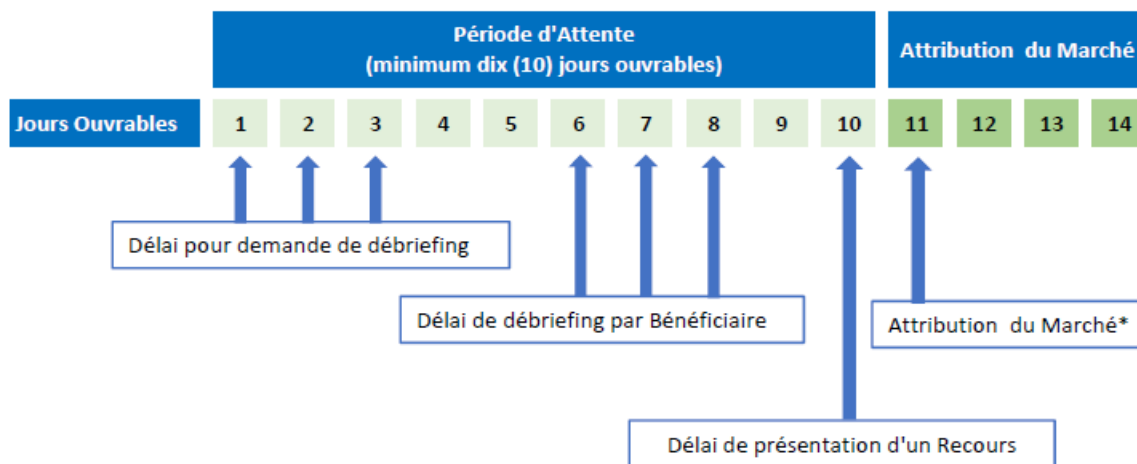 Période d'Attente
(minimum dix (10) jours ouvrables)
Attribution du Marché
Jours Ouvrables 1 2 3 4 5 6 7 8 9 10 11 12 13 14
Délai pour demande de débriefing
Délai de débriefing par Bénéficiaire
Attribution du Marché*
Délai de présentation d'un Recours